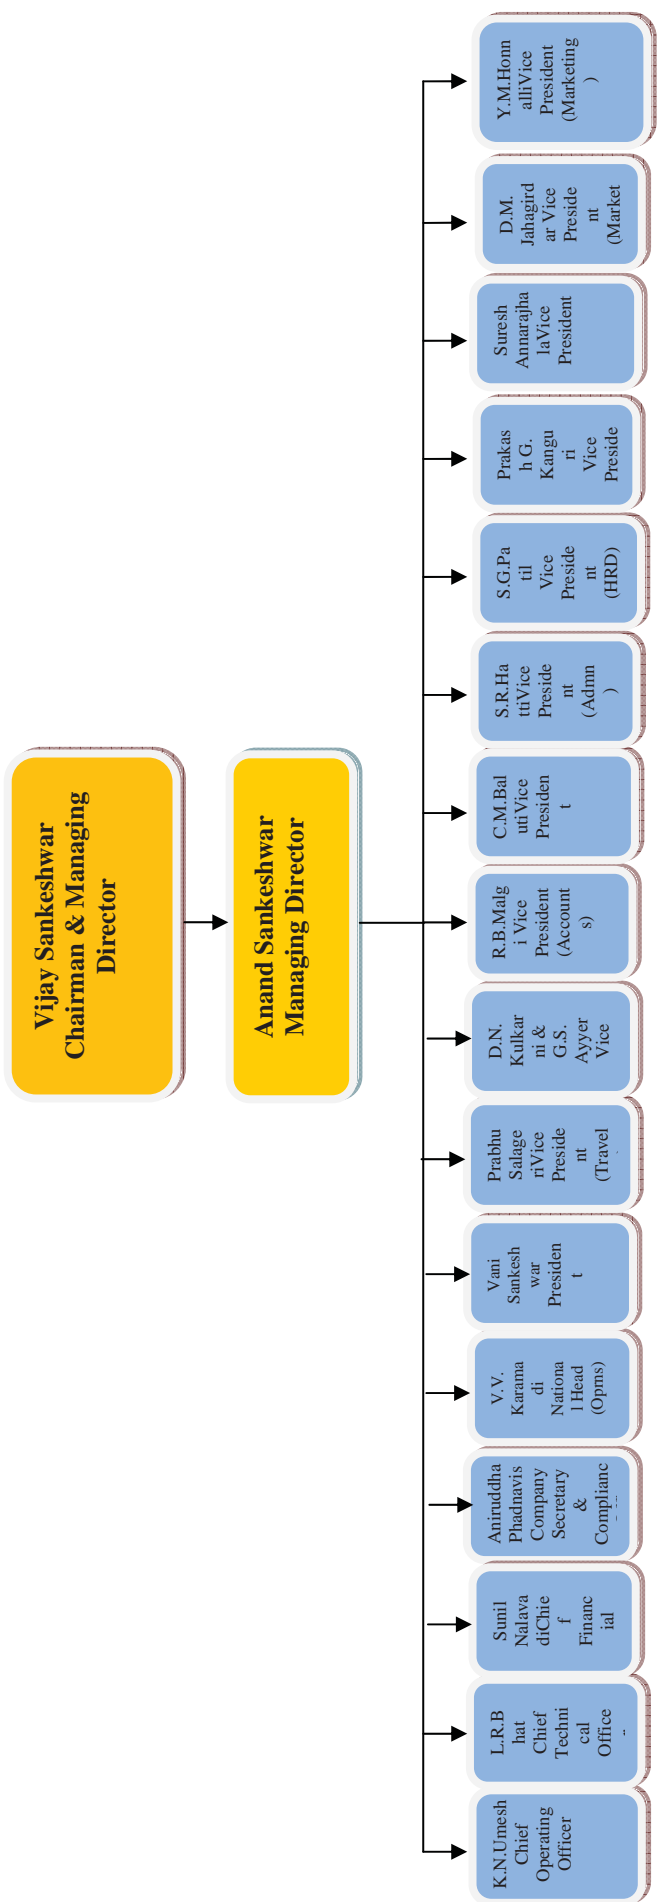 Vijay Sankeshwar
Chairman & Managing
Director
Anand Sankeshwar
Managing Director
K.N.Umesh
Chief
Operating
Officer
L.R.B
hat
Chief
Techni
cal
Office
Sunil
Nalava
diChie
f
Financ
ial
Aniruddha
Phadnavis
Company
Secretary
&
Complianc
V.V.
Karama
di
Nationa
l Head
(Opms)
Vani
Sankesh
war
Presiden
t
Prabhu
Salage
riVice
Preside
nt
(Travel
D.N.
Kulkar
ni &
G.S.
Ayyer
Vice
R.B.Malg
i Vice
President
(Account
s)
C.M.Bal
utiVice
Presiden
t
S.R.Ha
ttiVice
Preside
nt
(Admn
)
S.G.Pa
til
Vice
Preside
nt
(HRD)
Prakas
h G.
Kangu
ri
Vice
Preside
Suresh
Annarajha
laVice
President
D.M.
Jahagird
ar Vice
Preside
nt
(Market
Y.M.Honn
alliVice
President
(Marketing
)